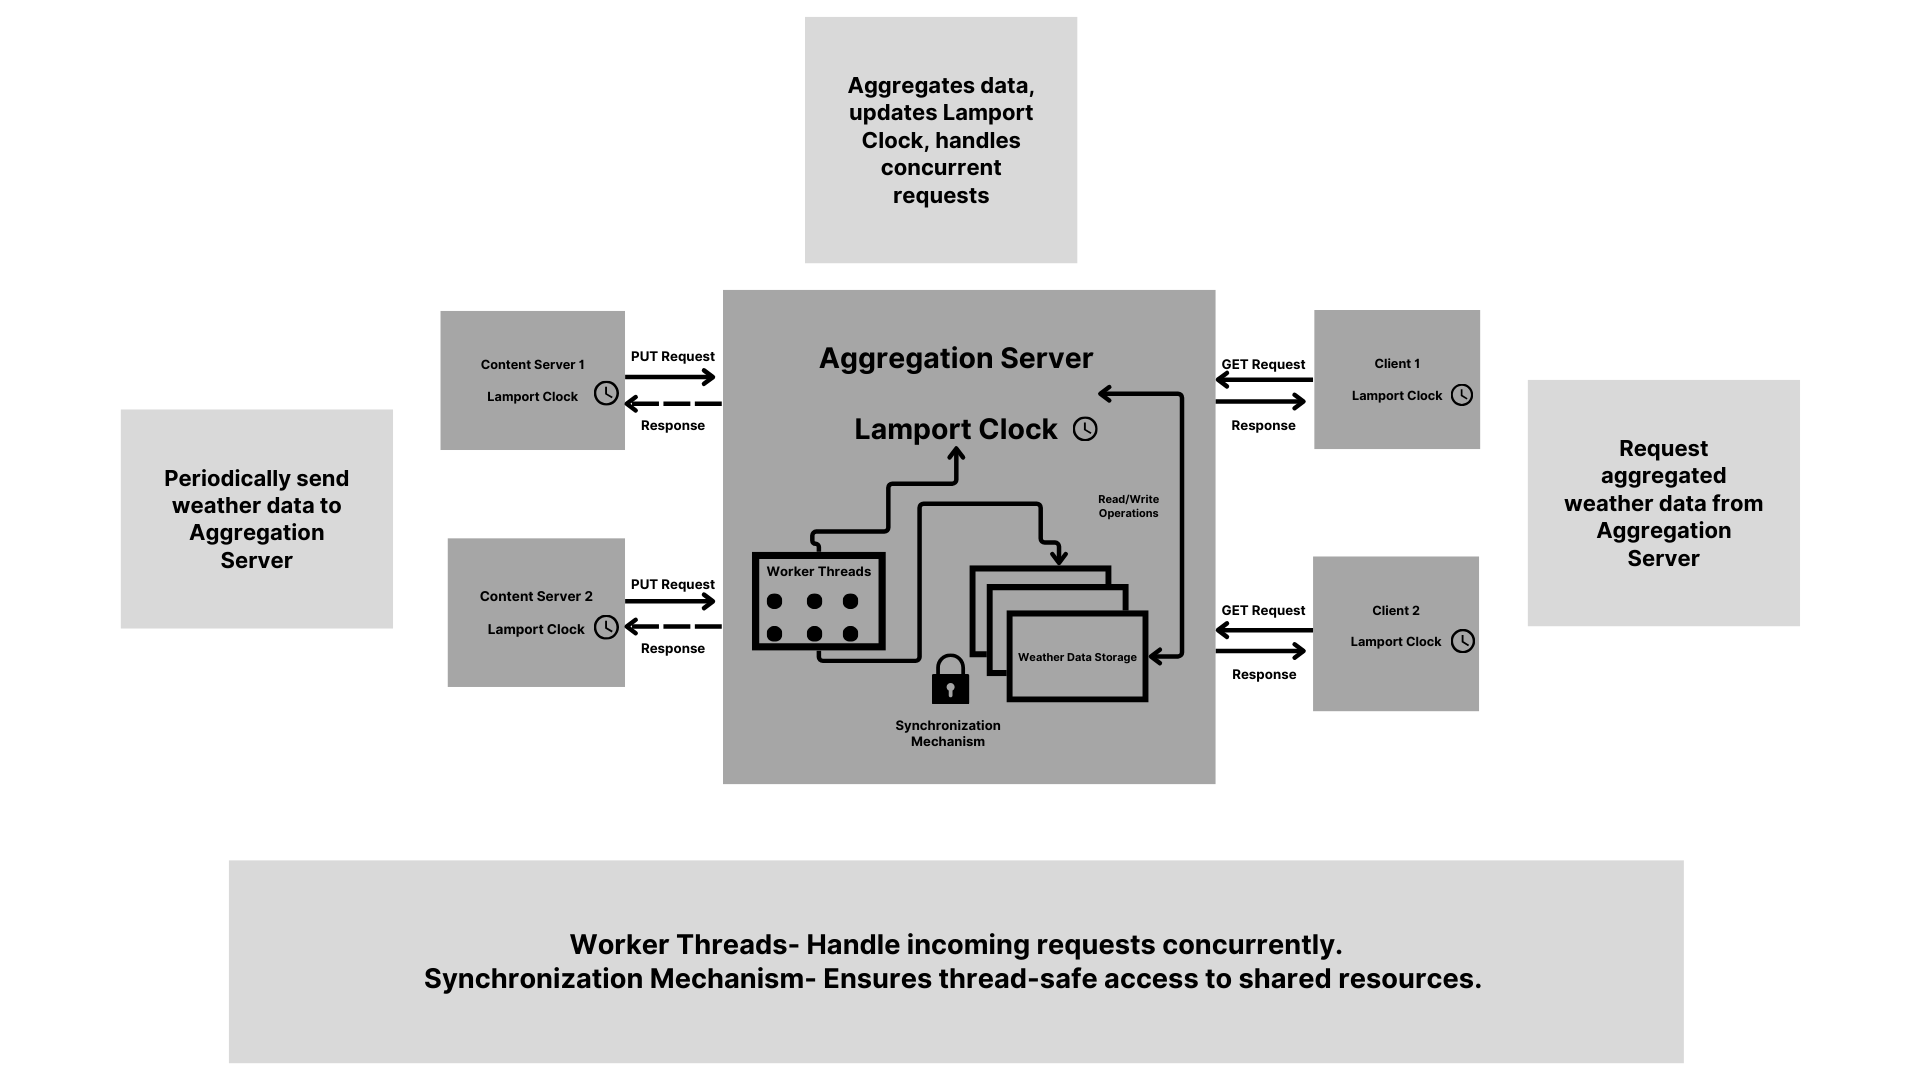 Aggregates data,
updates Lamport
Clock, handles
concurrent
requests
Periodically send
weather data to
Aggregation
Server
Content Server 1
Lamport Clock
PUT Request
Response
Content Server 2
Lamport Clock
PUT Request
Response
Aggregation Server
Lamport Clock
Read/Write
Operations
Worker Threads
Weather Data Storage
Synchronization
Mechanism
GET Request
Response
Client 1
Lamport Clock
GET Request
Response
Client 2
Lamport Clock
Request
aggregated
weather data from
Aggregation
Server
Worker Threads- Handle incoming requests concurrently.
Synchronization Mechanism- Ensures thread-safe access to shared resources.